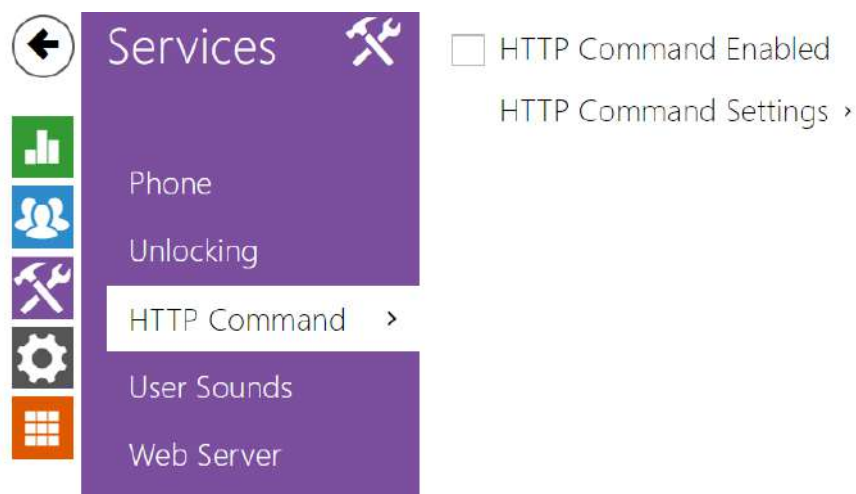 Services
Phone
Unlocking
HTTP Command
User Sounds
Web Server
HTTP Command Enabled
HTTP Command Settings